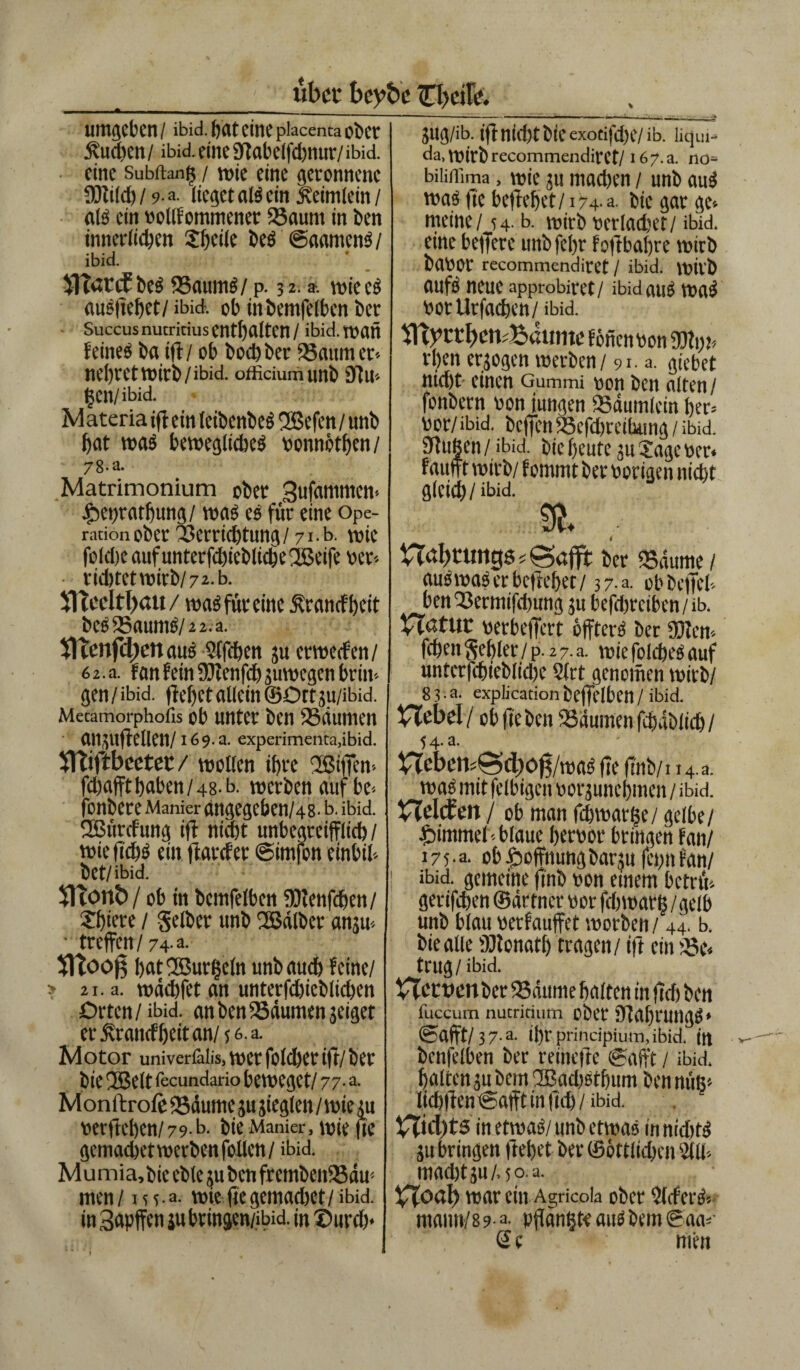 über beyde Theile.
umgeben/ ibid. hat eine placenta oder
Kuchen/ ibid. eine Nabelschnur/ ibid.
eine Substantz / wie eine geronnene
Milch / 9. a. lieget als ein Keimlein /
als ein vollkommener Baum in den
innerlichen Theile des Saamens/
ibid.
Marck des Baums/ p. 32. a. wie es
ausstehet/ ibid. ob in demselben der
Succus nutritius enthalten / ibid. wañ
keines da ist / ob doch der Baum er-
nehret wird / ibid. officium und Nu-
tzen/ ibid.
Materia ist ein leidendes Wesen / und
hat was bewegliches vonnöthen/
78. a.
Matrimonium oder Zusammen-
Heyrathung/ was es für eine Ope-
ration oder Verrichtung/ 71. b. wie
solche auf unterschiedliche Weise ver-
richtet wird/ 72. b.
Meelthau / was für eine Kranckheit
des Baums/ 22. a.
Menschen aus Asschen zu erwecken/
62. a. kan kein Mensch zuwegen brin-
gen / ibid. stehet allein GOtt zu/ibid.
Metamorphosis ob unter den Bäumen
anzustellen/ 169. a. experimenta,ibid.
Mistbeeter/ wollen ihre Wissen-
schafft haben / 48. b. werden auf be-
sondere Manier angegeben/48. b. ibid.
Würckung ist nicht unbegreifflich /
wie sichs ein starcker Simson einbil-
det/ ibid.
Mond / ob in demselben Menschen/
Thiere / Felder und Wälder anzu-
treffen/ 74. a.
Mooß hat Wurtzeln und auch keine/
21. a. wächset an unterschiedlichen
Orten / ibid. an den Bäumen zeiget
er Kranckheit an/ 56. a.
Motor universalis, wer solcher ist/ der
die Welt secundario beweget/ 77. a.
Monstrose Bäume zu zieglen / wie zu
verstehen/ 79. b. die Manier, wie sie
gemachet werden sollen / ibid.
Mumia, die edle zu den fremden Bäu-
men / 155. a. wie sie gemachet/ ibid.
in Zapffen zu bringen/ibid. in Durch-
zug/ib. ist nicht die exotische/ ib. liqui-
da, wird recommendiret/ 167. a. no-
bilissima , wie zu machen / und aus
was sie bestehet/ 174. a. die gar ge-
meine / 54. b. wird verlachet/ ibid.
eine bessere und sehr kostbahre wird
davor recommendiret / ibid. wird
aufs neue approbiret/ ibid aus was
vor Ursachen/ ibid.
Myrrhen-Bäume könen von My-
rhen erzogen werden / 91. a. giebet
nicht einen Gummi von den alten/
sondern von jungen Bäumlein her-
vor/ ibid. dessen Beschreibung / ibid.
Nutzen / ibid. die heute zu Tage ver-
kaufft wird/ kommt der vorigen nicht
gleich / ibid.
N.
Nahrungs-Safft der Bäume /
aus was er bestehet/ 37. a. ob dessel-
ben Vermischung zu beschreiben / ib.
Natur verbessert öffters der Men-
schen Fehler / p. 27. a. wie solches auf
unterschiedliche Art genomen wird/
83. a. explication desselben / ibid.
Nebel / ob sie den Bäumen schädlich /
54. a.
Neben-Schoß/was sie sind/114. a.
was mit selbigen vorzunehmen / ibid.
Nelcken / ob man schwartze / gelbe/
Himmel-blaue hervor bringen kan/
175. a. ob Hoffnung darzu seyn kan/
ibid. gemeine sind von einem betrü-
gerischen Gärtner vor schwartz / gelb
und blau verkauffet worden / 44. b.
die alle Monath tragen/ ist ein Be-
trug/ ibid.
Nerven der Bäume halten in sich den
succum nutritium oder Nahrungs-
Safft/ 37. a. ihr principium, ibid. in
denselben der reineste Safft / ibid.
halten zu dem Wachsthum den nütz-
lichsten Safft in sich / ibid.
Nichts in etwas/ und etwas in nichts
zu bringen stehet der Göttlichen All-
macht zu / 50. a.
Noah war ein Agricola oder Ackers-
mann/89. a. pflantzte aus dem Saa-
Ee
men